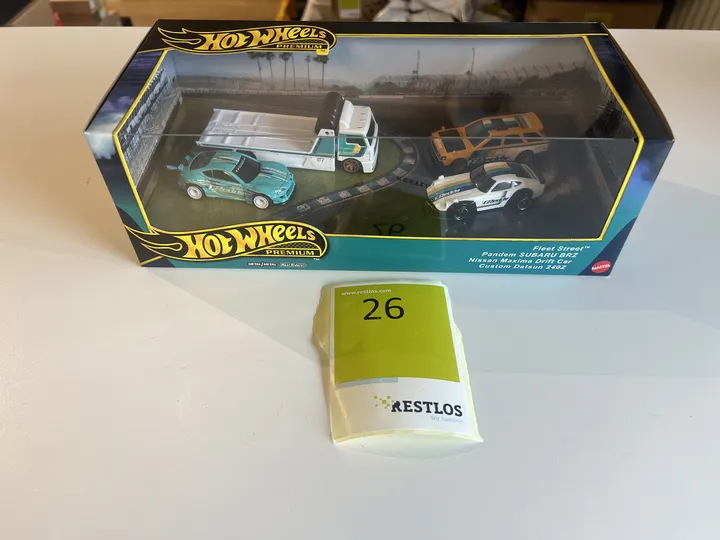 HOT WHEELS
PREMIUM
HOT WHEELS
PREMIUM
Fleet Street™
Pandem SUBARU BRZ
Nissan Maxima Drift Car
Custom Datsun 240Z
MATTEL
www.restlos.com
26
RESTLOS